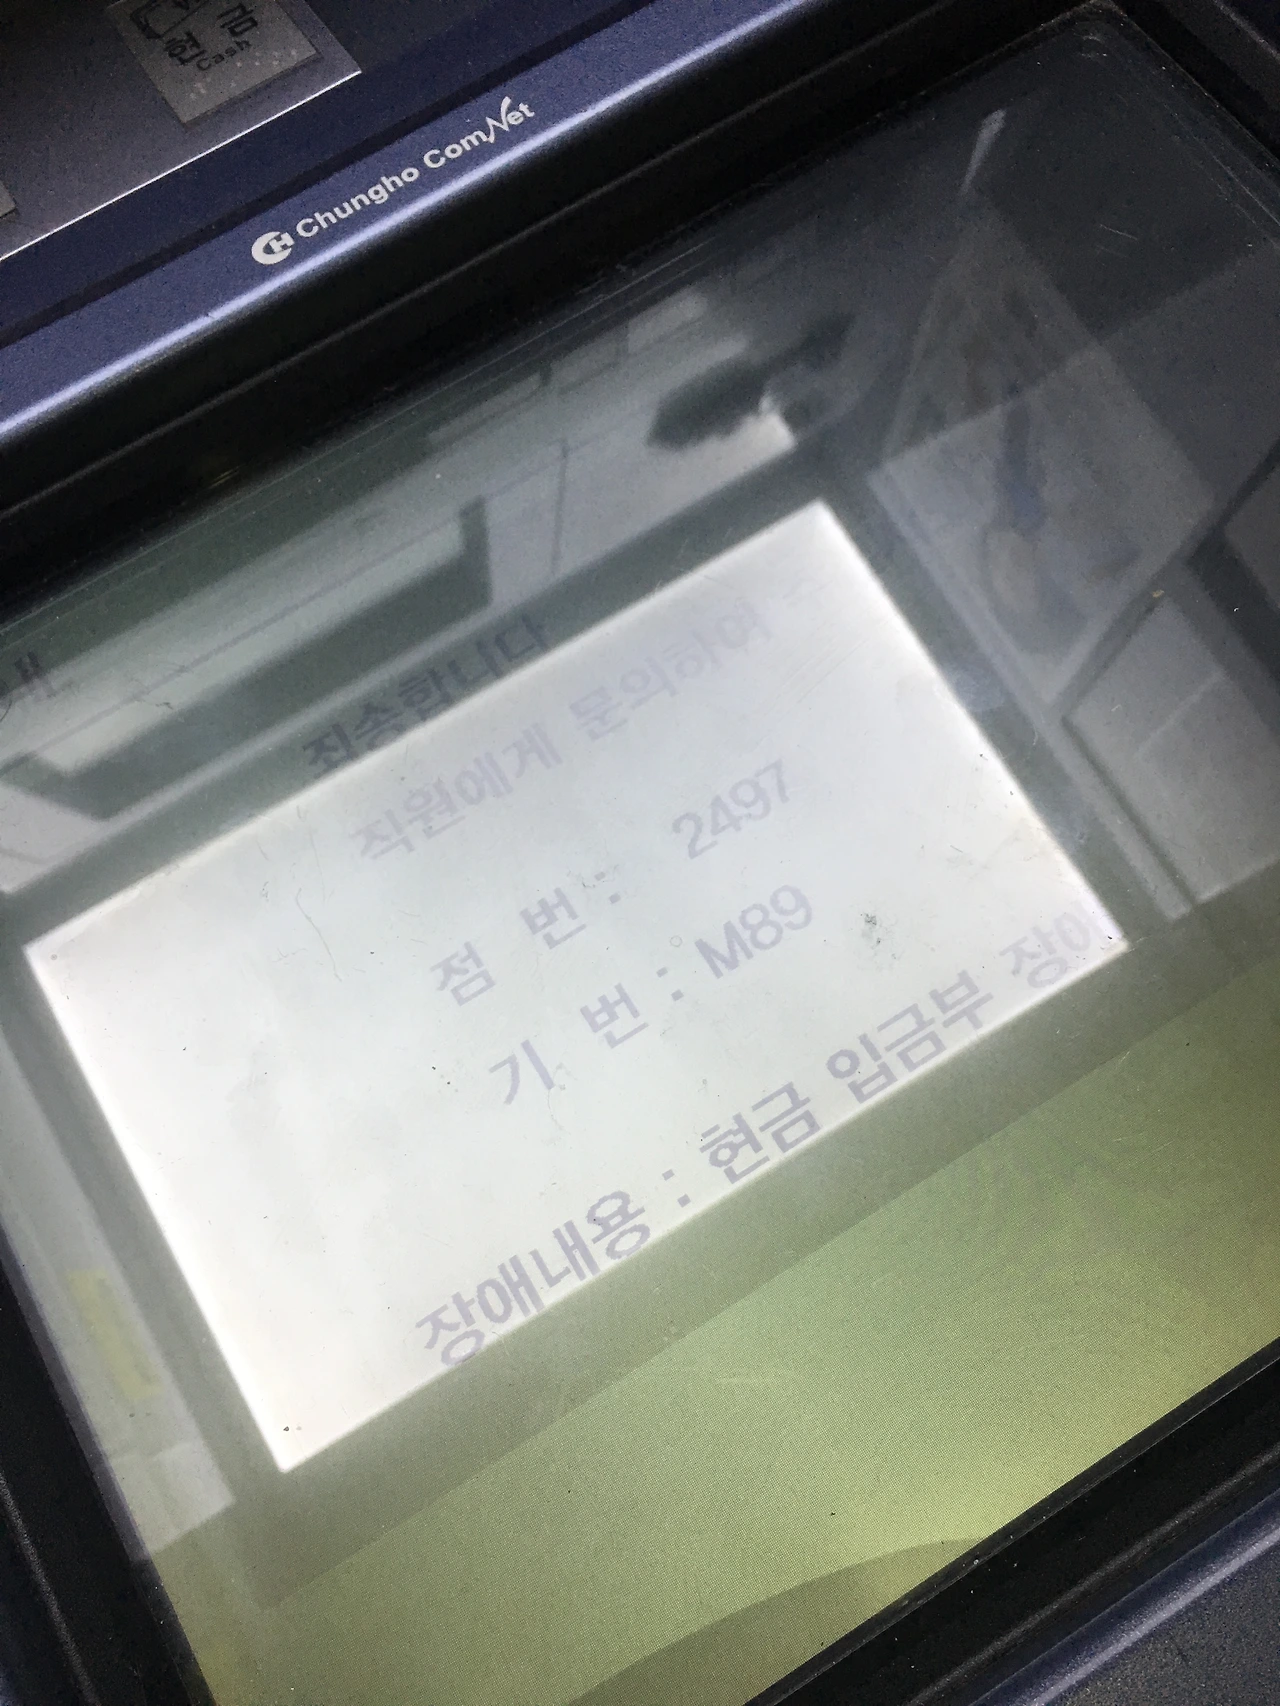 현금
Cash
Chungho ComNet
죄송합니다
직원에게 문의하여
점 번 : 2497
기 번 : M89
장애내용 : 현금 입금부 장애